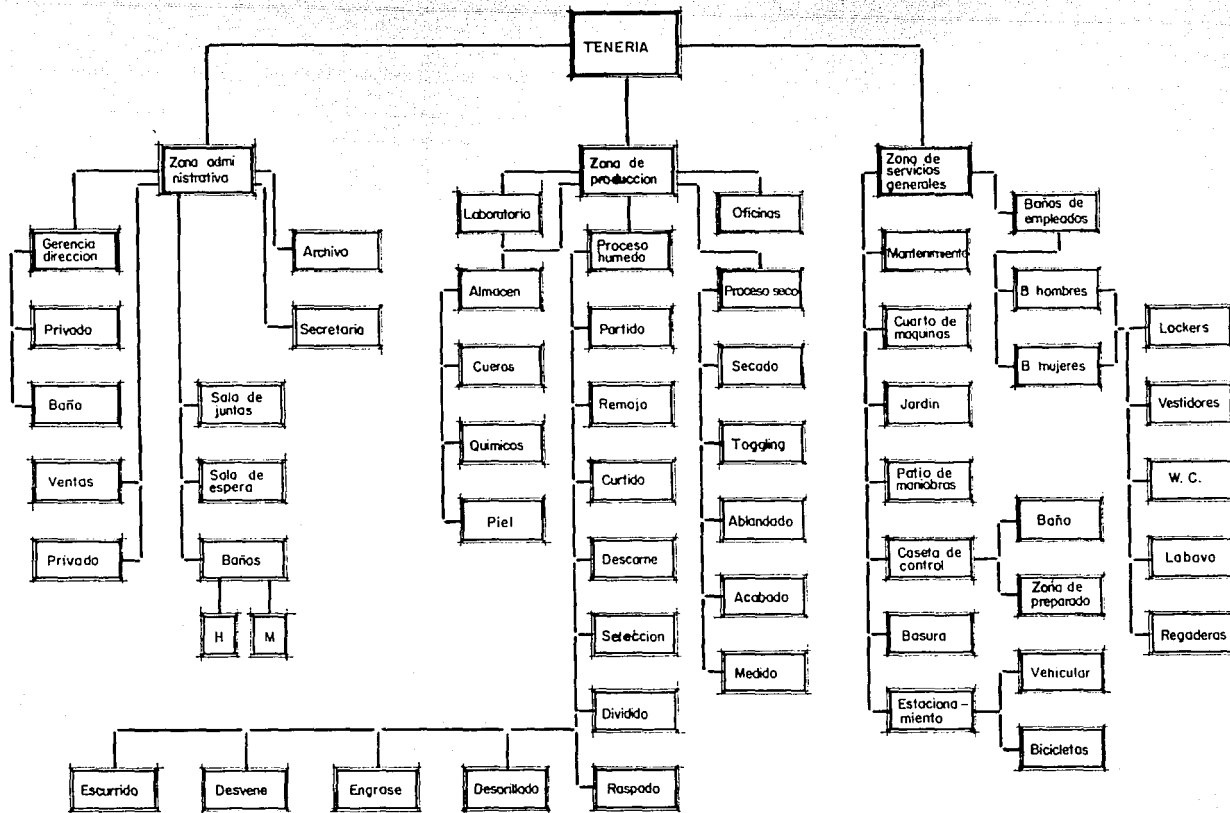 TENERIA
Zona admi
nistrativa
Zona de
produccion
Zona de
servicios
generales
Gerencia
direccion
Privado
Baño
Ventas
Privado
Archivo
Secretaria
Sala de
juntas
Sala de
espera
Baños
H
M
Laboratorio
Oficinas
Almacen
Cueros
Quimicos
Piel
Proceso
humedo
Partido
Remojo
Curtido
Descarne
Seleccion
Dividido
Raspado
Desorillado
Engrase
Desvene
Escurrido
Proceso seco
Secado
Toggling
Ablandado
Acabado
Medido
Mantenimiento
Cuarto de
maquinas
Jardin
Patio de
maniobras
Caseta de
control
Basura
Estaciona-
miento
Baños de
empleados
B hombres
B mujeres
Lockers
Vestidores
W. C.
Labavo
Regaderas
Baño
Zona de
preparado
Vehicular
Bicicletas